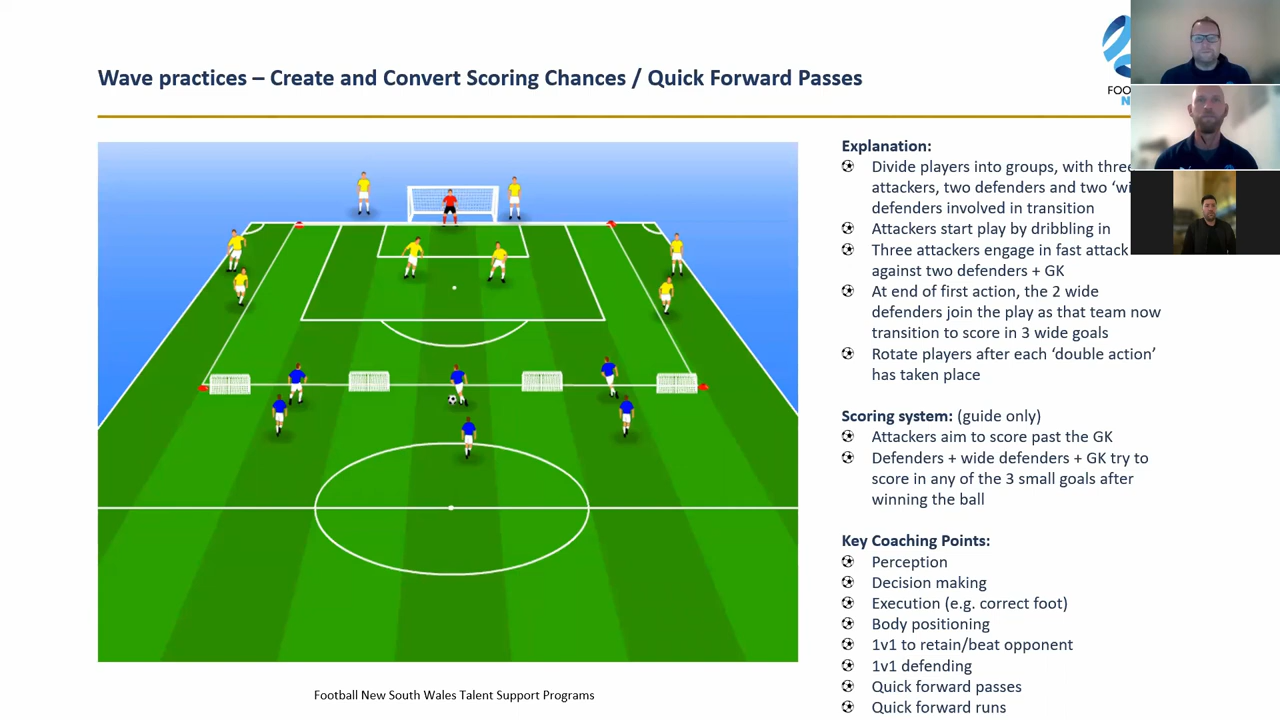 Wave practices – Create and Convert Scoring Chances / Quick Forward Passes
FOO
N
Explanation:
Divide players into groups, with three
attackers, two defenders and two
defenders involved in transition
Attackers start play by dribbling in
Three attackers engage in fast attack
against two defenders + GK
At end of first action, the 2 wide
defenders join the play as that team now
transition to score in 3 wide goals
Rotate players after each ‘double action’
has taken place
Scoring system: (guide only)
Attackers aim to score past the GK
Defenders + wide defenders + GK try to
score in any of the 3 small goals after
winning the ball
Key Coaching Points:
Perception
Decision making
Execution (e.g. correct foot)
Body positioning
1v1 to retain/beat opponent
1v1 defending
Quick forward passes
Quick forward runs
Football New South Wales Talent Support Programs